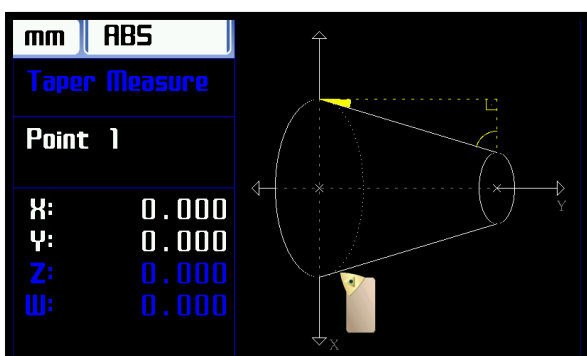 mm ABS
Taper Measure
Point 1
X: 0.000
Y: 0.000
Z: 0.000
W: 0.000
Y
X